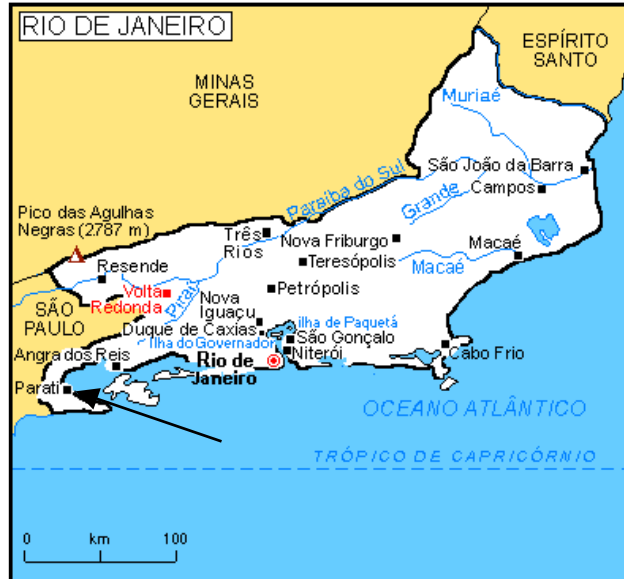 RIO DE JANEIRO
ESPÍRITO
SANTO
MINAS
GERAIS
Muriaé
São João da Barra
Paraiba do Sul
Grande
Campos
Pico das Agulhas
Negras (2787 m)
Três
Rios
Nova Friburgo
Macaé
Teresópolis
Macaé
Resende
Volta
Redonda
Piraí
Petrópolis
SÃO
PAULO
Nova
Iguaçu
Duque de Caxias
ilha de Paquetá
Ilha do Governador
São Gonçalo
Niterói
Cabo Frio
Angra dos Reis
Rio de
Janeiro
Parati
OCEANO ATLÂNTICO
TRÓPICO DE CAPRICÓRNIO
0 km 100